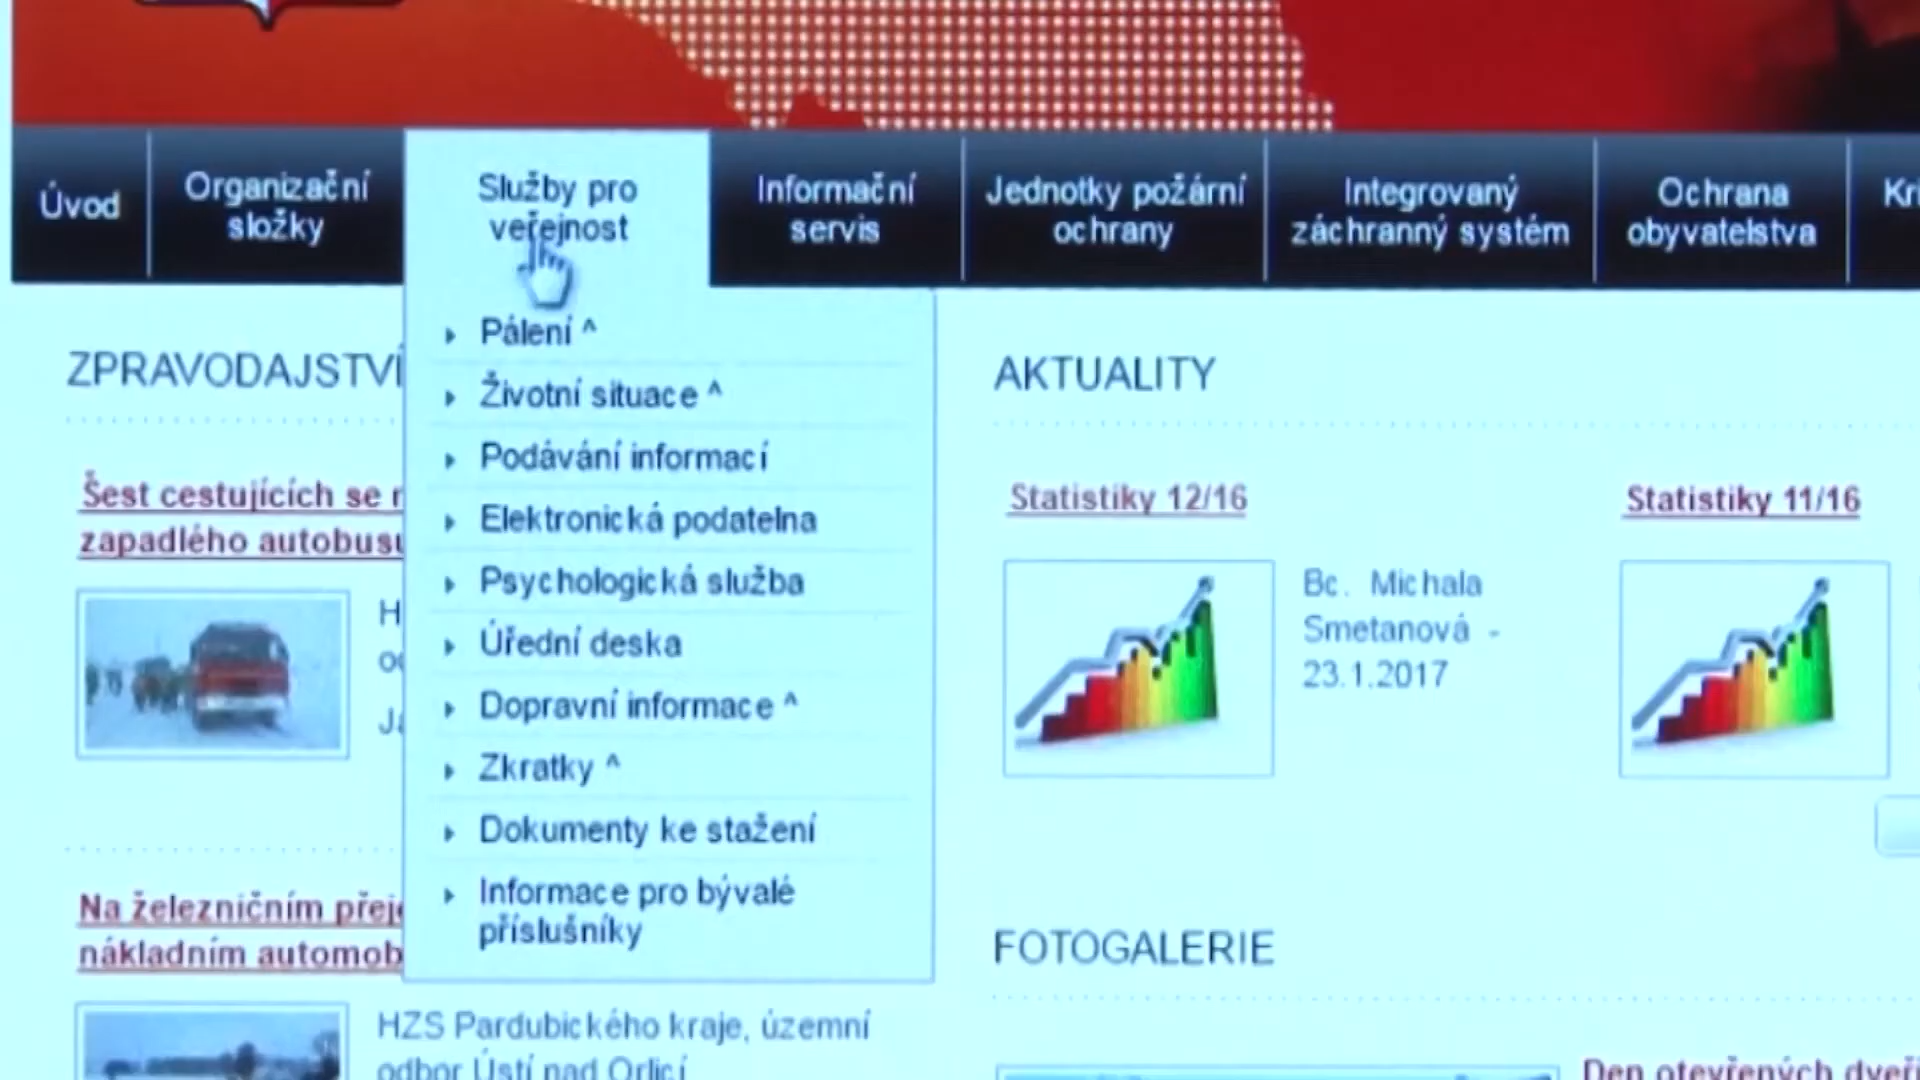 Úvod
Organizační
složky
Služby pro
veřejnost
Informační
servis
Jednotky požární
ochrany
Integrovaný
záchranný systém
Ochrana
obyvatelstva
Pálení ^
Životní situace ^
Podávání informací
Elektronická podatelna
Psychologická služba
Úřední deska
Dopravní informace ^
Zkratky ^
Dokumenty ke stažení
Informace pro bývalé
příslušníky
ZPRAVODAJSTVÍ
Šest cestujících se
zapadlého autobusu
Na železničním
nákladním
HZS Pardubického kraje, územní
odbor Ústí nad Orlicí
AKTUALITY
Statistiky 12/16
Bc. Michala
Smetanová -
23.1.2017
Statistiky 11/16
FOTOGALERIE
Den otevřených dveří